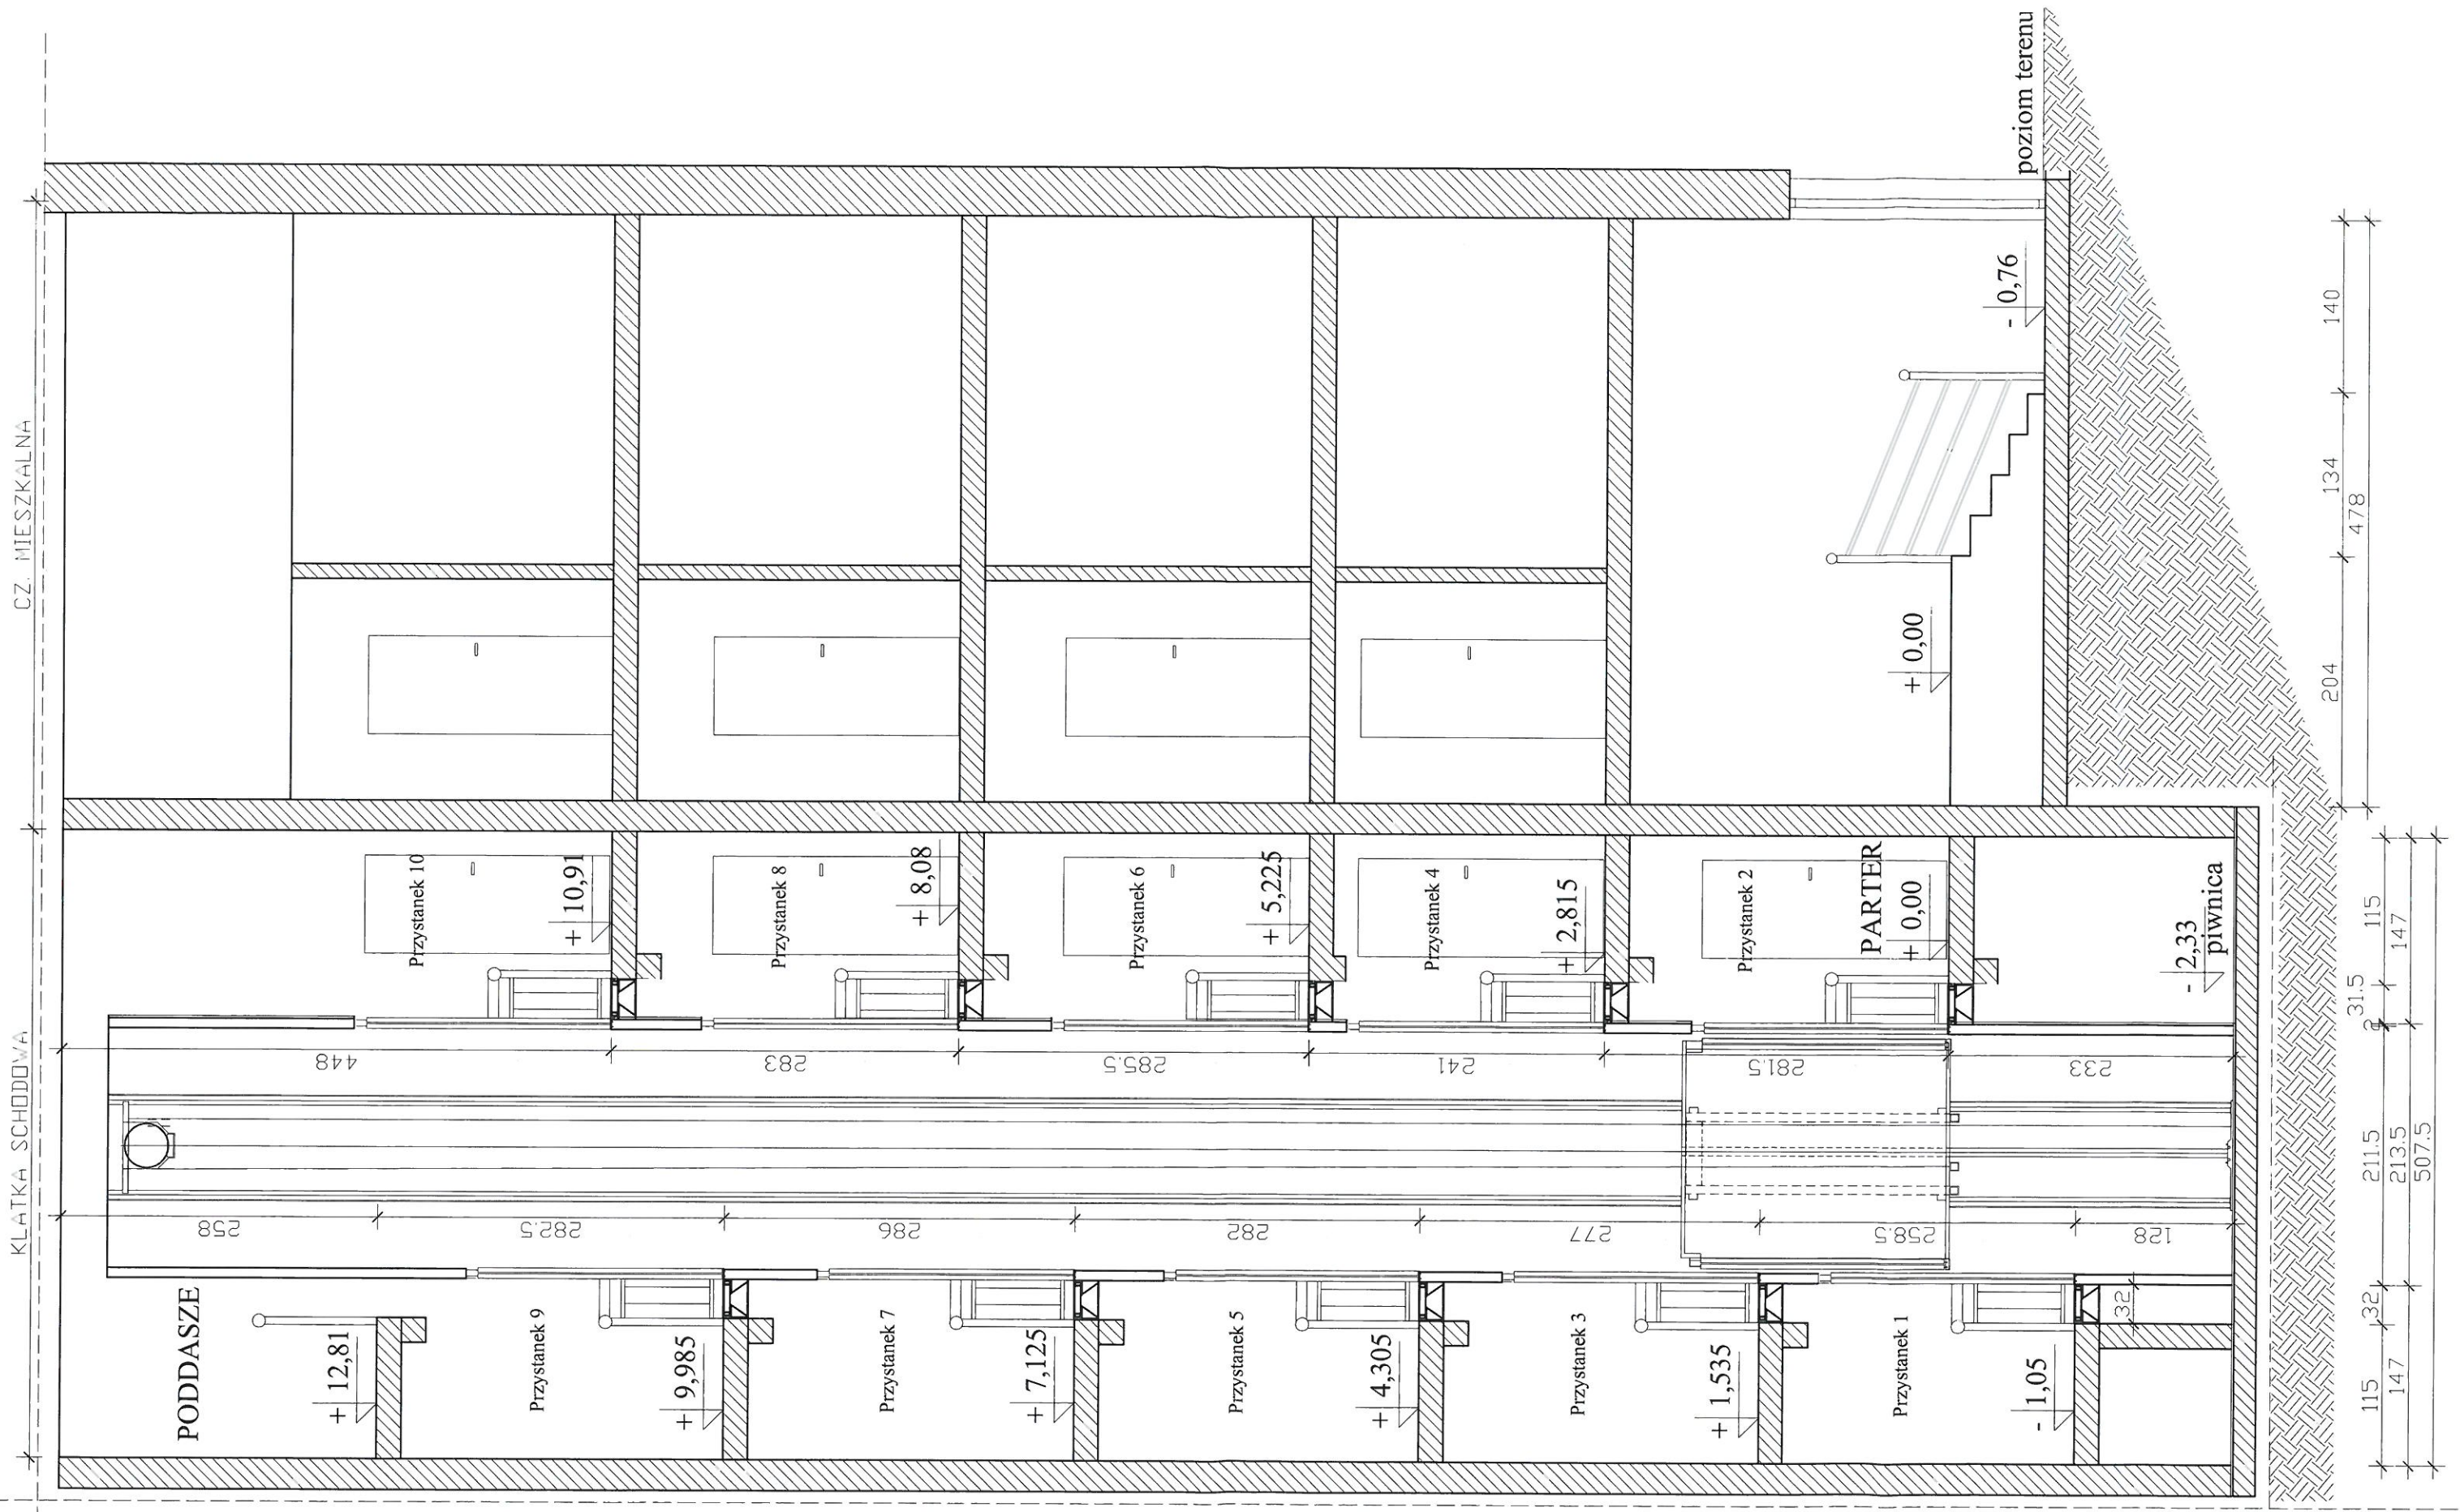 CZ. MIESZKALNA
KLATKA SCHODOWA
poziom terenu
- 0,76
+ 0,00
140
134
204
478
Przystanek 10
+ 10,91
Przystanek 8
+ 8,08
Przystanek 6
+ 5,225
Przystanek 4
+ 2,815
Przystanek 2
PARTER
+ 0,00
- 2,33
piwnica
448
283
285.5
241
281.5
233
258
282.5
286
282
277
258.5
128
PODDASZE
+ 12,81
Przystanek 9
+ 9,985
Przystanek 7
+ 7,125
Przystanek 5
+ 4,305
Przystanek 3
+ 1,535
Przystanek 1
- 1,05
32
115
31.5
2
211.5
32
115
147
213.5
147
507.5